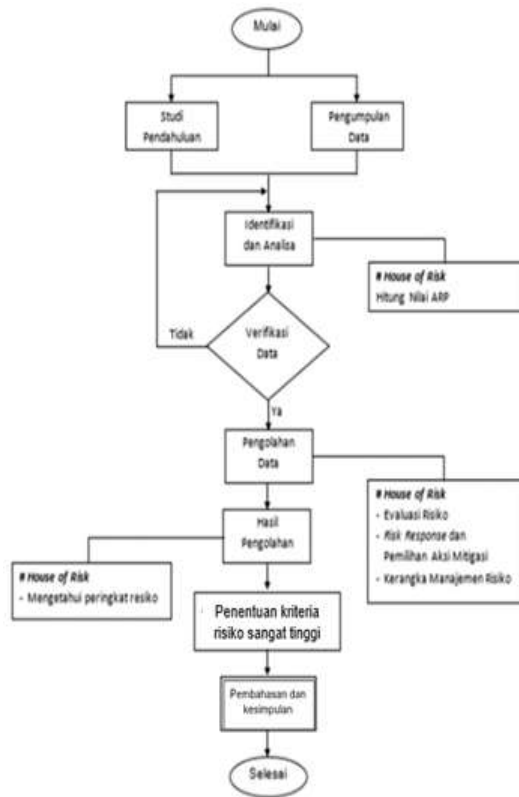 Mulai
Studi
Pendahuluan
Pengumpulan
Data
Identifikasi
dan Analisa
# House of Risk
Hitung Nilai ARP
Verifikasi
Data
Tidak
Ya
Pengolahan
Data
# House of Risk
- Evaluasi Risiko
- Risk Response dan
Pemilihan Aksi Mitigasi
- Kerangka Manajemen Risiko
Hasil
Pengolahan
# House of Risk
- Mengetahui peringkat resiko
Penentuan kriteria
risiko sangat tinggi
Pembahasan dan
kesimpulan
Selesai